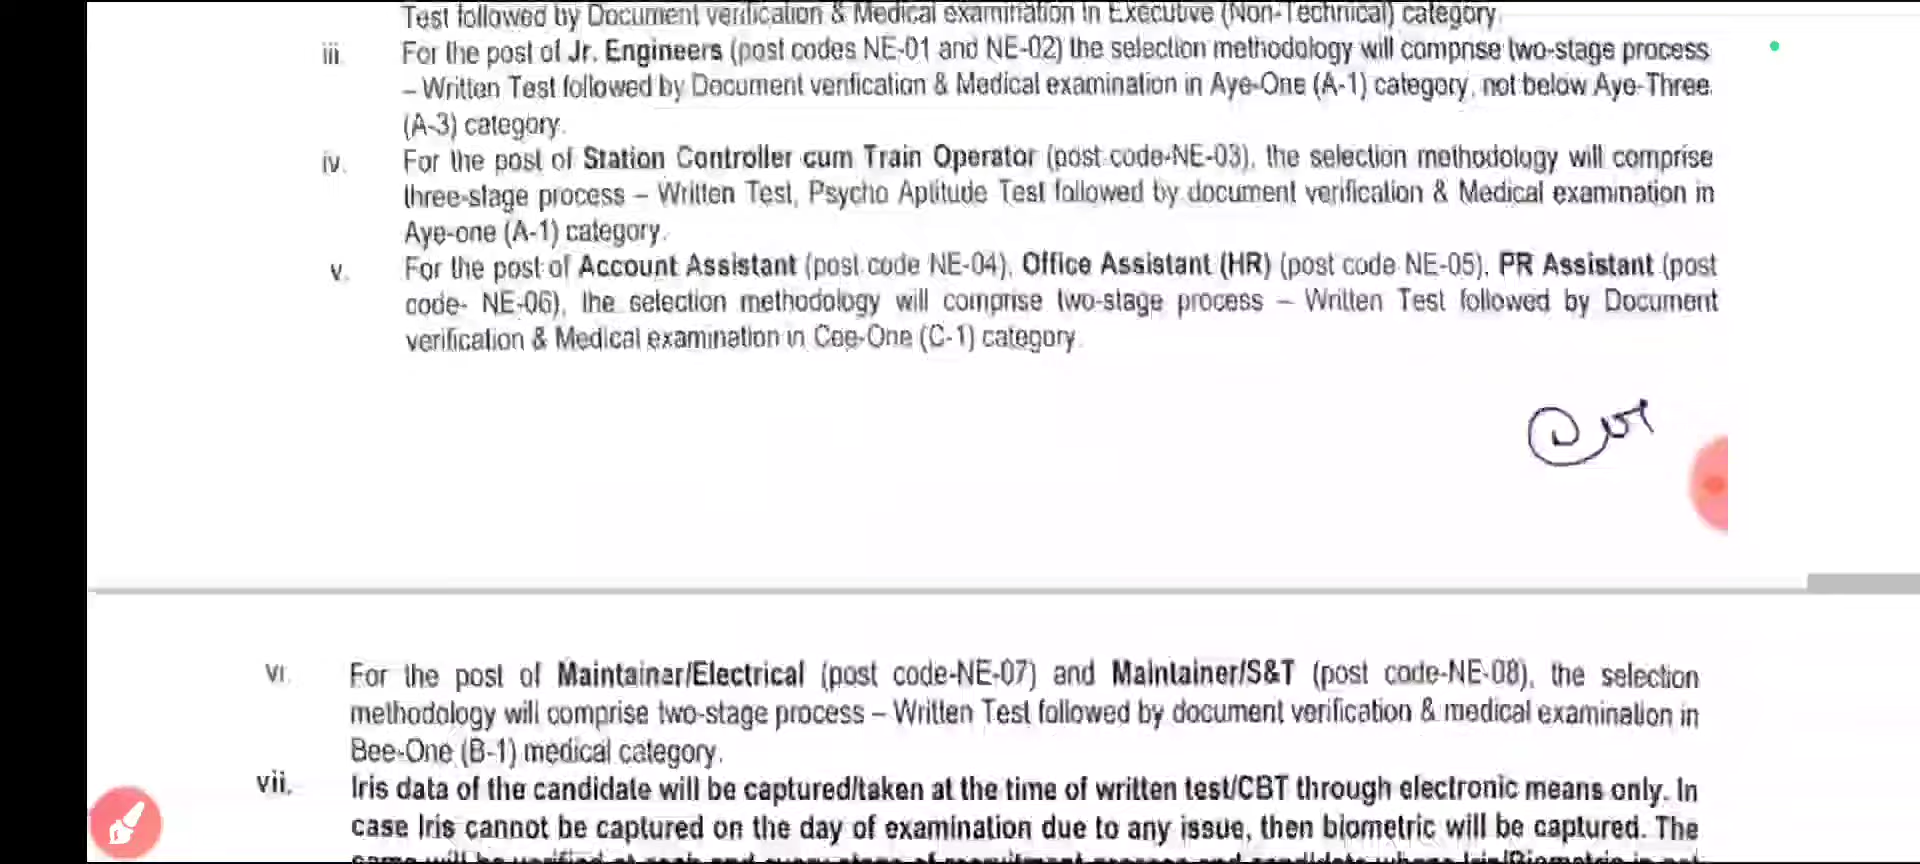 Test followed by Document verification & Medical examination in Executive (Non-Technical) category.
iii. For the post of Jr. Engineers (post codes NE-01 and NE-02) the selection methodology will comprise two-stage process
– Written Test followed by Document verification & Medical examination in Aye-One (A-1) category, not below Aye-Three
(A-3) category.
iv. For the post of Station Controller cum Train Operator (post code-NE-03), the selection methodology will comprise
three-stage process – Written Test, Psycho Aptitude Test followed by document verification & Medical examination in
Aye-one (A-1) category.
v. For the post of Account Assistant (post code NE-04), Office Assistant (HR) (post code NE-05), PR Assistant (post
code- NE-06), the selection methodology will comprise two-stage process – Written Test followed by Document
verification & Medical examination in Cee-One (C-1) category.
vi. For the post of Maintainer/Electrical (post code-NE-07) and Maintainer/S&T (post code-NE-08), the selection
methodology will comprise two-stage process – Written Test followed by document verification & medical examination in
Bee-One (B-1) medical category.
vii. Iris data of the candidate will be captured/taken at the time of written test/CBT through electronic means only. In
case Iris cannot be captured on the day of examination due to any issue, then biometric will be captured. The